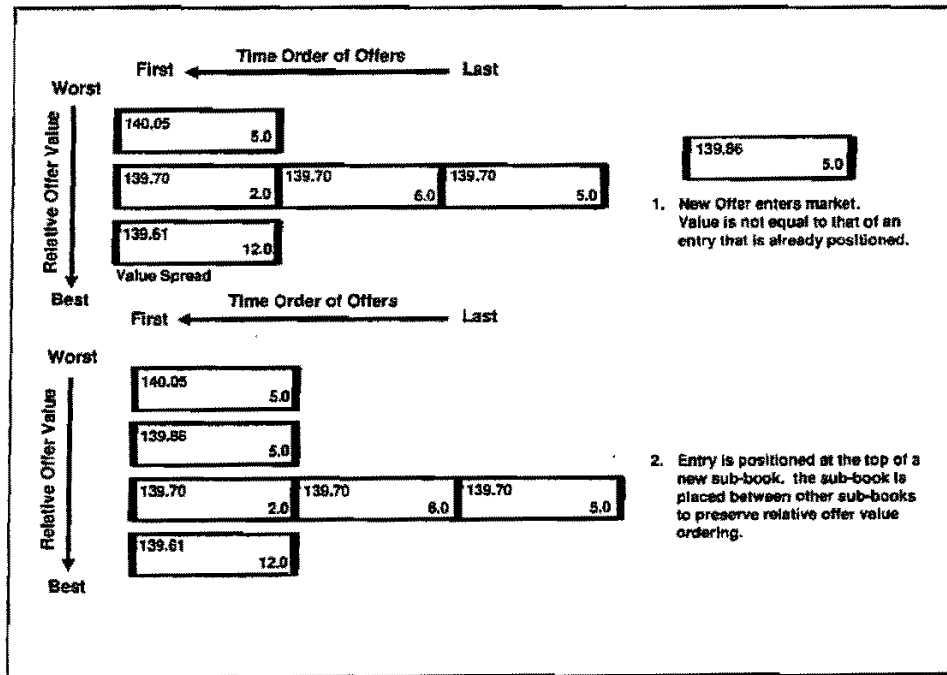 Time Order of Offers
First Last
Worst
Relative Offer Value
140.05
5.0
139.70 139.70 139.70
2.0 6.0 5.0
139.61
12.0
Value Spread
Best
139.86
5.0
1. New Offer enters market.
Value is not equal to that of an
entry that is already positioned.
Time Order of Offers
First Last
Worst
Relative Offer Value
140.05
5.0
139.86
5.0
139.70 139.70 139.70
2.0 6.0 5.0
139.61
12.0
Best
2. Entry is positioned at the top of a
new sub-book. the sub-book is
placed between other sub-books
to preserve relative offer value
ordering.